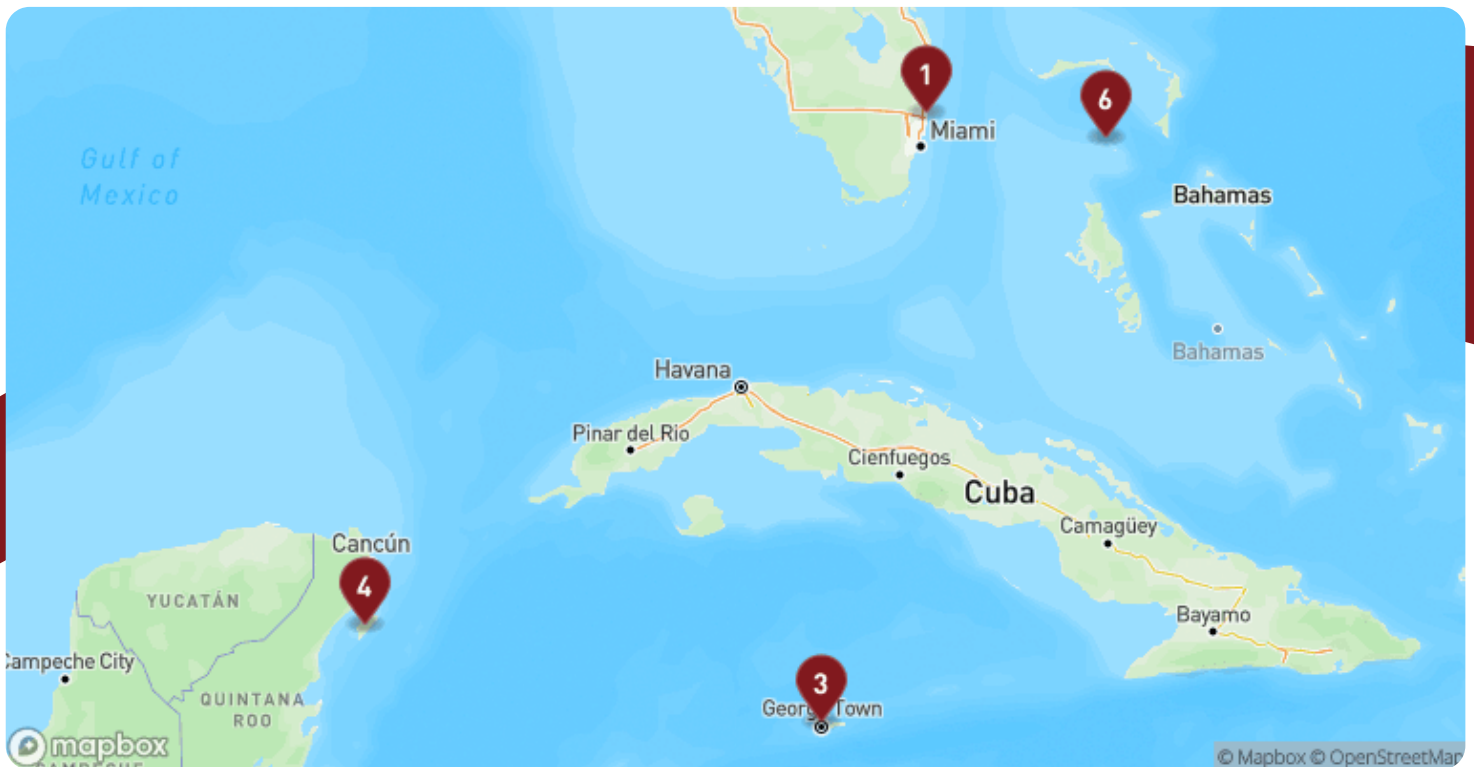 1
6
Miami
Gulf of
Mexico
Bahamas
Bahamas
Havana
Pinar del Rio
Cienfuegos
Cuba
Camagüey
Cancún
4
YUCATÁN
Bayamo
Campeche City
3
QUINTANA
ROO
George Town
mapbox
CAMPECHE
© Mapbox © OpenStreetMap